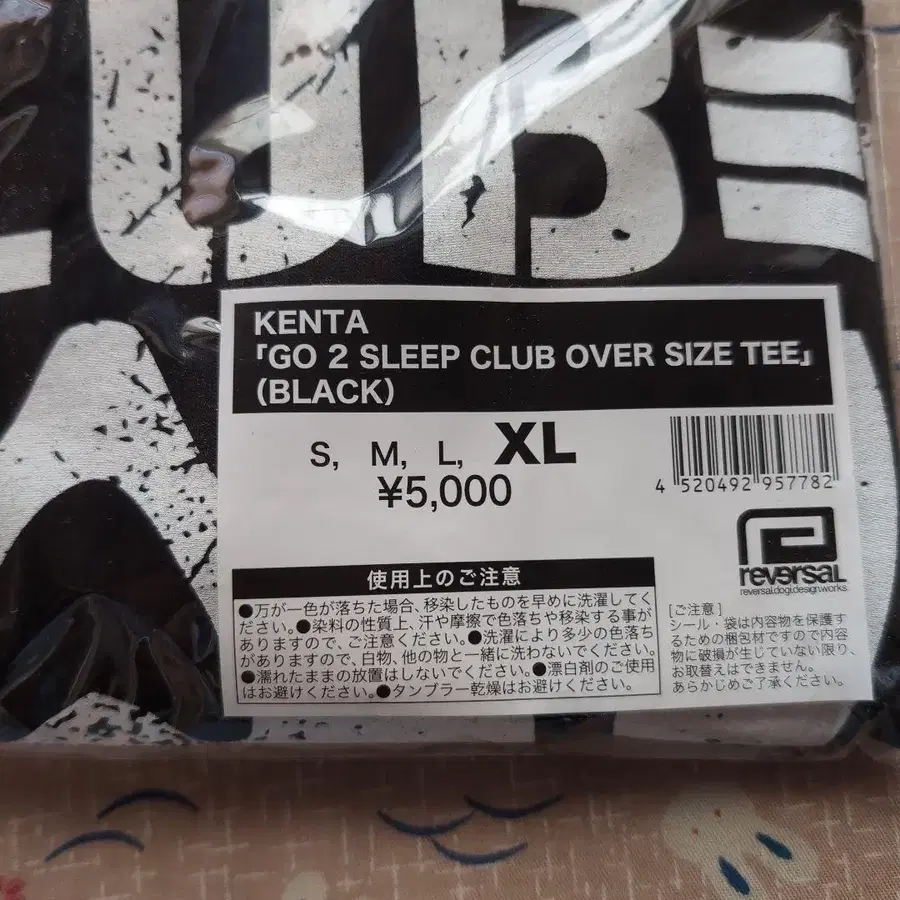 UB
KENTA
「GO 2 SLEEP CLUB OVER SIZE TEE」
(BLACK)
S, M, L, XL
¥5,000
4 520492 957782
reversal
reversal.dogi.design.works.
使用上のご注意
●万が一色が落ちた場合、移染したものを早めに洗濯してく
ださい。●染料の性質上、汗や摩擦で色落ちや移染する事が
ありますので、ご注意ください。●洗濯により多少の色落ち
がありますので、白物、他の物と一緒に洗わないでください。
●濡れたままの放置はしないでください。●漂白剤のご使用
はお避けください。●タンブラー乾燥はお避けください。
[ご注意]
シール・袋は内容物を保護す
るための梱包材ですので内容
物に破損が生じていない限り、
お取替えはできません。
あらかじめご了承ください。